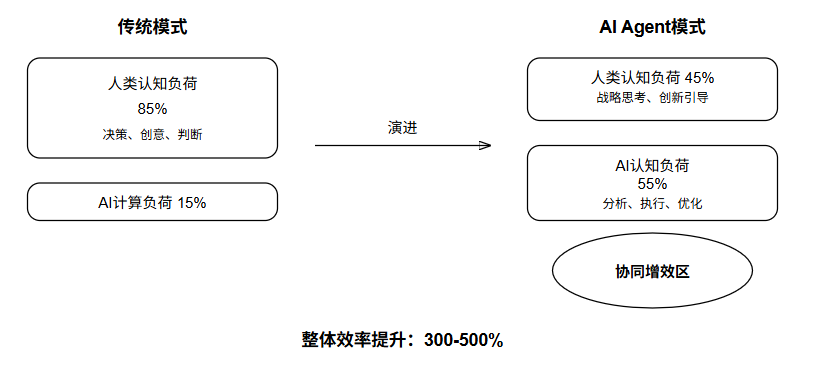 传统模式
人类认知负荷
85%
决策、创意、判断
AI计算负荷 15%
演进
AI Agent模式
人类认知负荷 45%
战略思考、创新引导
AI认知负荷
55%
分析、执行、优化
协同增效区
整体效率提升：300-500%